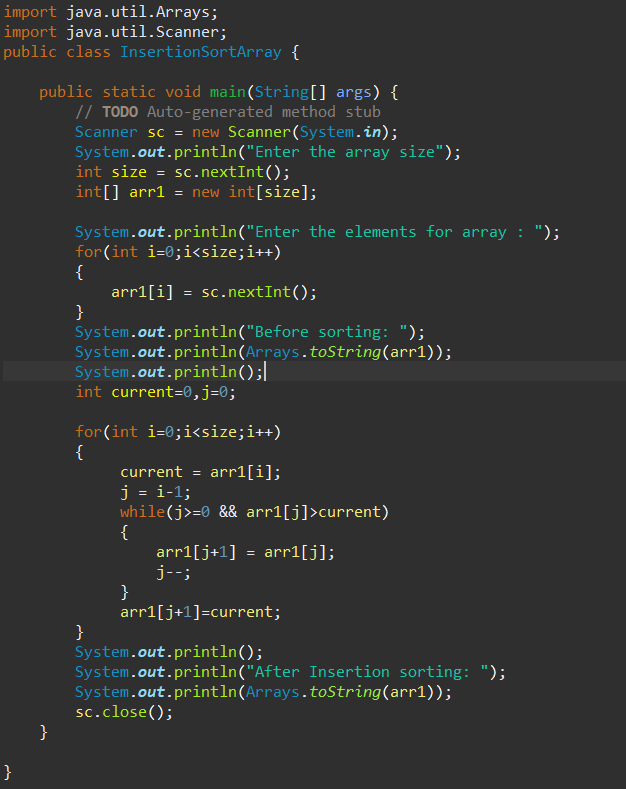 import java.util.Arrays;
import java.util.Scanner;
public class InsertionSortArray {
    public static void main(String[] args) {
        // TODO Auto-generated method stub
        Scanner sc = new Scanner(System.in);
        System.out.println("Enter the array size");
        int size = sc.nextInt();
        int[] arr1 = new int[size];
        System.out.println("Enter the elements for array : ");
        for(int i=0;i<size;i++)
        {
            arr1[i] = sc.nextInt();
        }
        System.out.println("Before sorting: ");
        System.out.println(Arrays.toString(arr1));
        System.out.println();
        int current=0,j=0;
        for(int i=0;i<size;i++)
        {
             current = arr1[i];
             j = i-1;
             while(j>=0 && arr1[j]>current)
             {
                 arr1[j+1] = arr1[j];
                 j--;
             }
             arr1[j+1]=current;
        }
        System.out.println();
        System.out.println("After Insertion sorting: ");
        System.out.println(Arrays.toString(arr1));
        sc.close();
    }
}